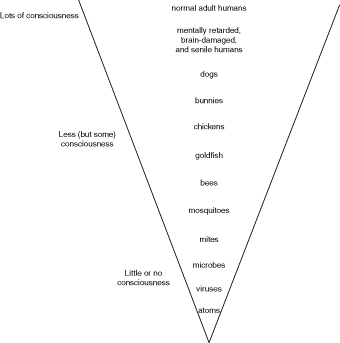 normal adult humans
Lots of consciousness
mentally retarded,
brain-damaged,
and senile humans
dogs
bunnies
chickens
Less (but some)
consciousness
goldfish
bees
mosquitoes
mites
microbes
Little or no
consciousness
viruses
atoms